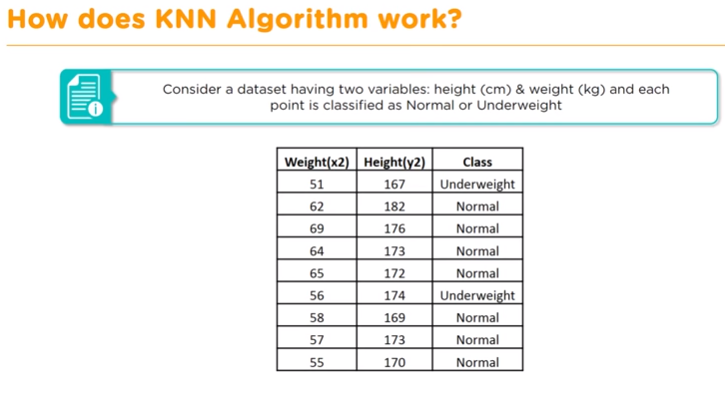 How does KNN Algorithm work?
Consider a dataset having two variables: height (cm) & weight (kg) and each
point is classified as Normal or Underweight
Weight(x2) Height(y2) Class
51 167 Underweight
62 182 Normal
69 176 Normal
64 173 Normal
65 172 Normal
56 174 Underweight
58 169 Normal
57 173 Normal
55 170 Normal